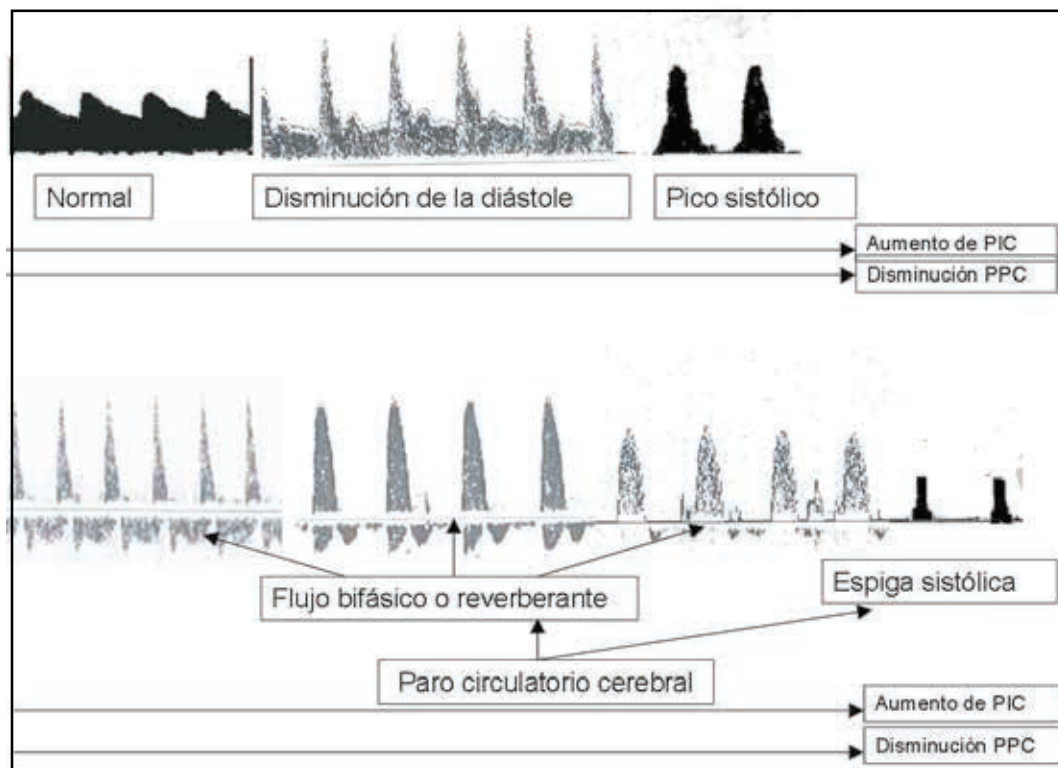 Normal
Disminución de la diástole
Pico sistólico
Aumento de PIC
Disminución PPC
Flujo bifásico o reverberante
Espiga sistólica
Paro circulatorio cerebral
Aumento de PIC
Disminución PPC